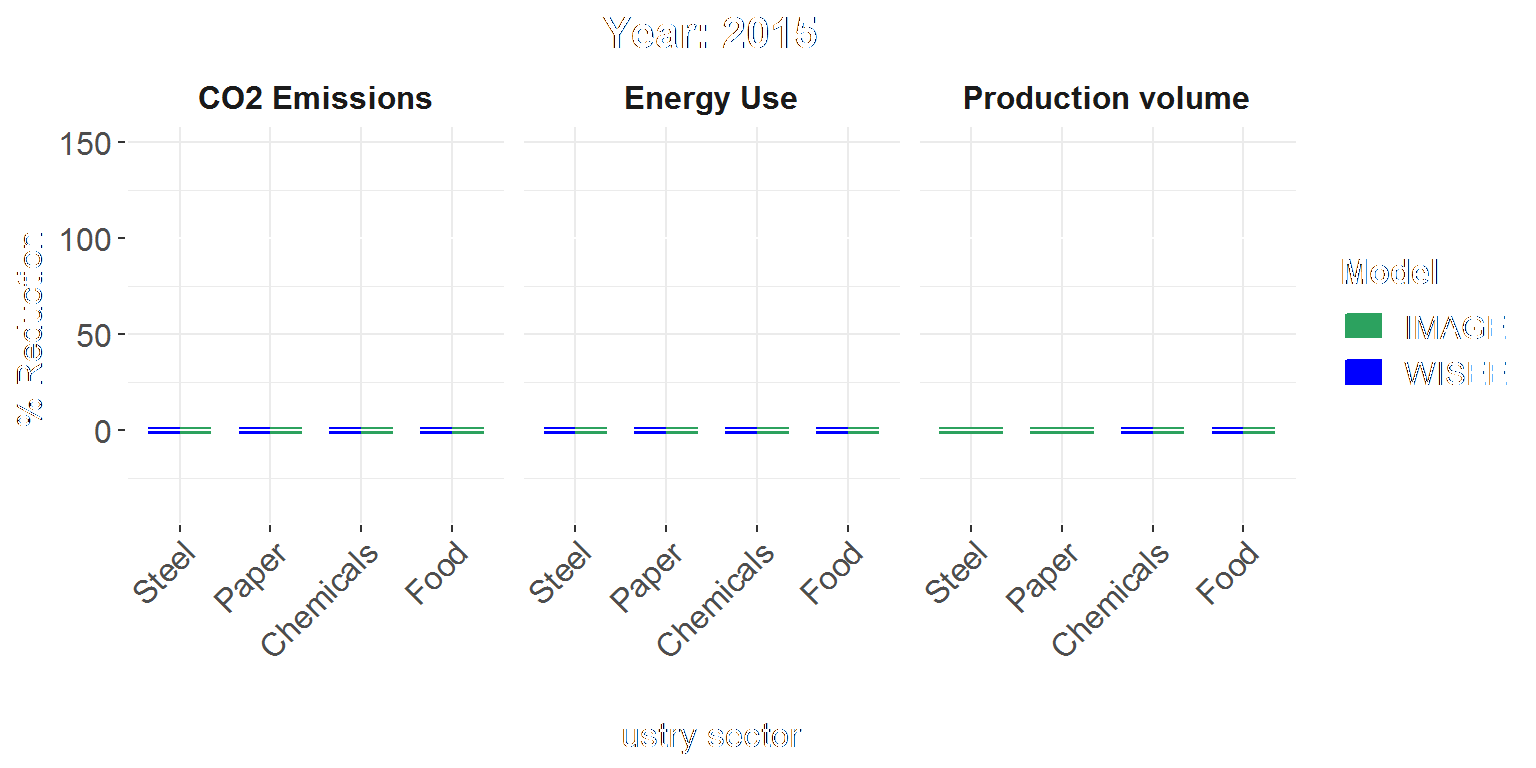 Year: 2015
CO2 Emissions Energy Use Production volume
150
100
50
0
% Reduction
Steel Paper Chemicals Food Steel Paper Chemicals Food Steel Paper Chemicals Food
ustry sector
Model
IMAGE
WISEE